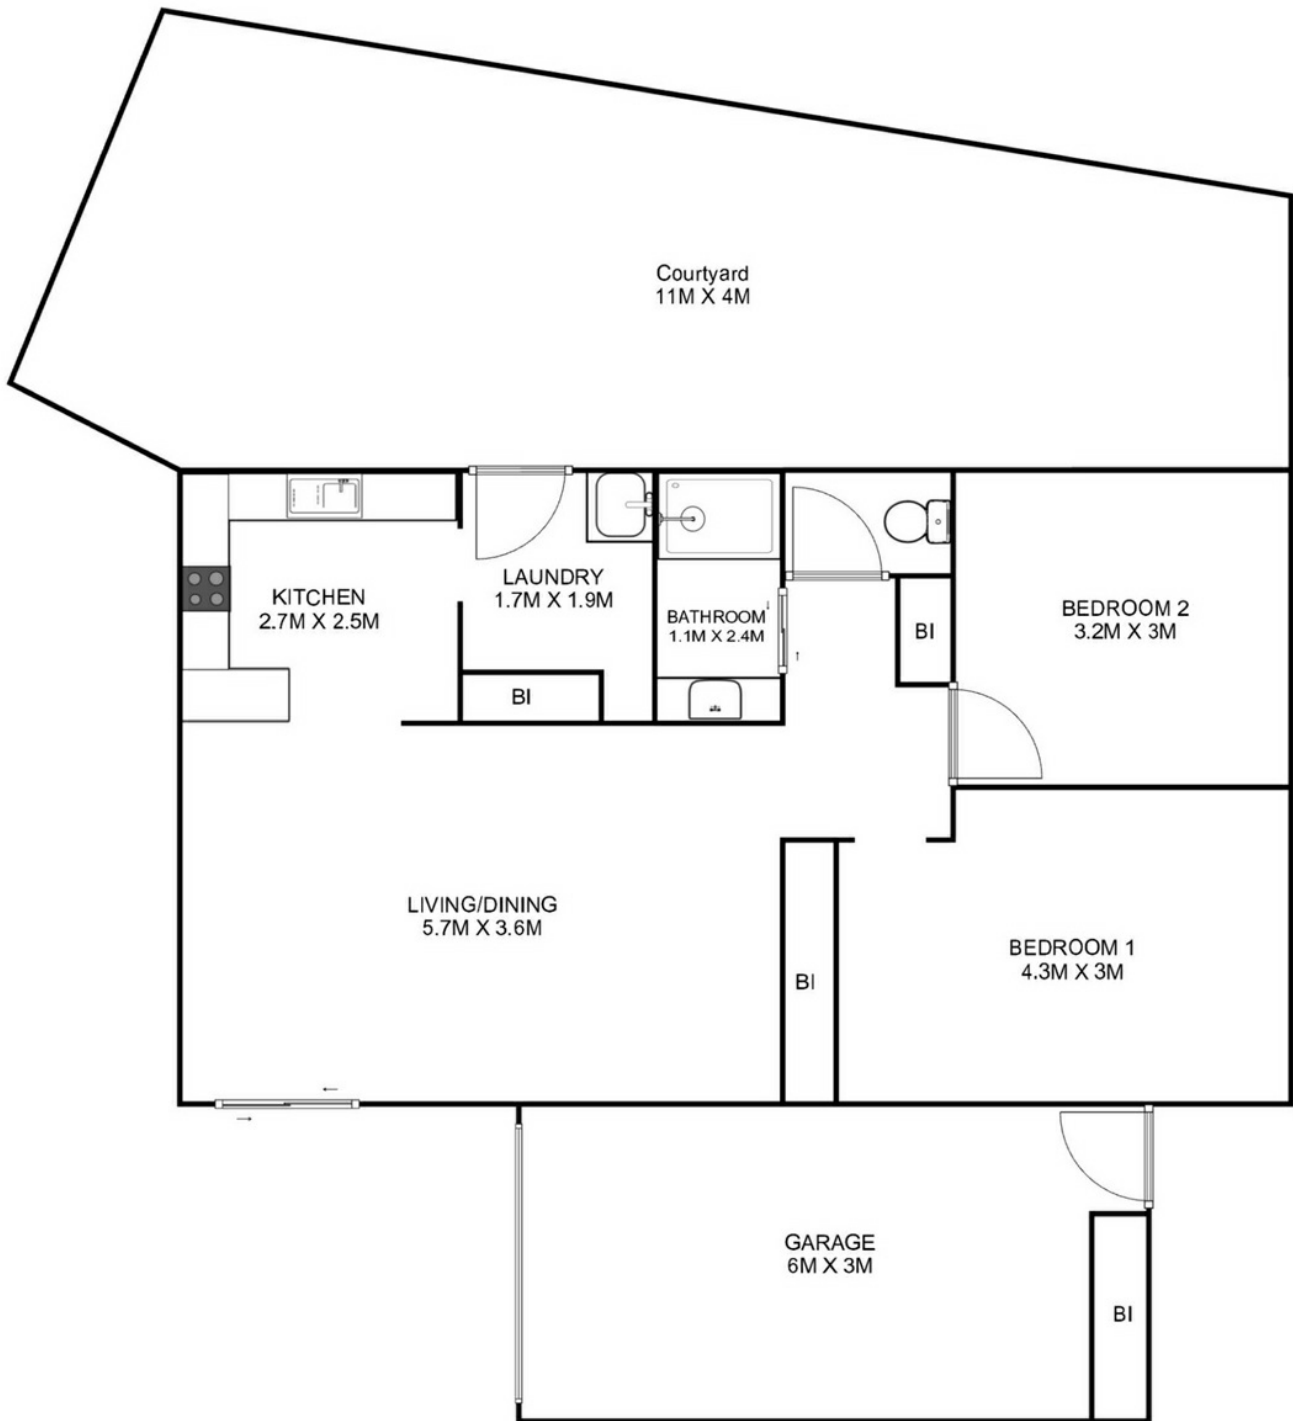 Courtyard
11M X 4M
KITCHEN
2.7M X 2.5M
LAUNDRY
1.7M X 1.9M
BI
BATHROOM
1.1M X 2.4M
BI
BEDROOM 2
3.2M X 3M
LIVING/DINING
5.7M X 3.6M
BI
BEDROOM 1
4.3M X 3M
GARAGE
6M X 3M
BI